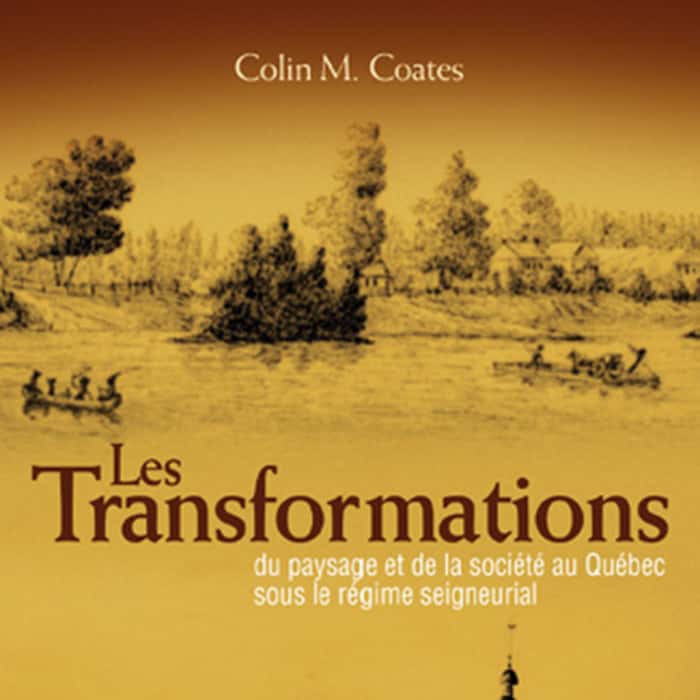 Colin M. Coates
Les
Transformations
du paysage et de la société au Québec
sous le régime seigneurial